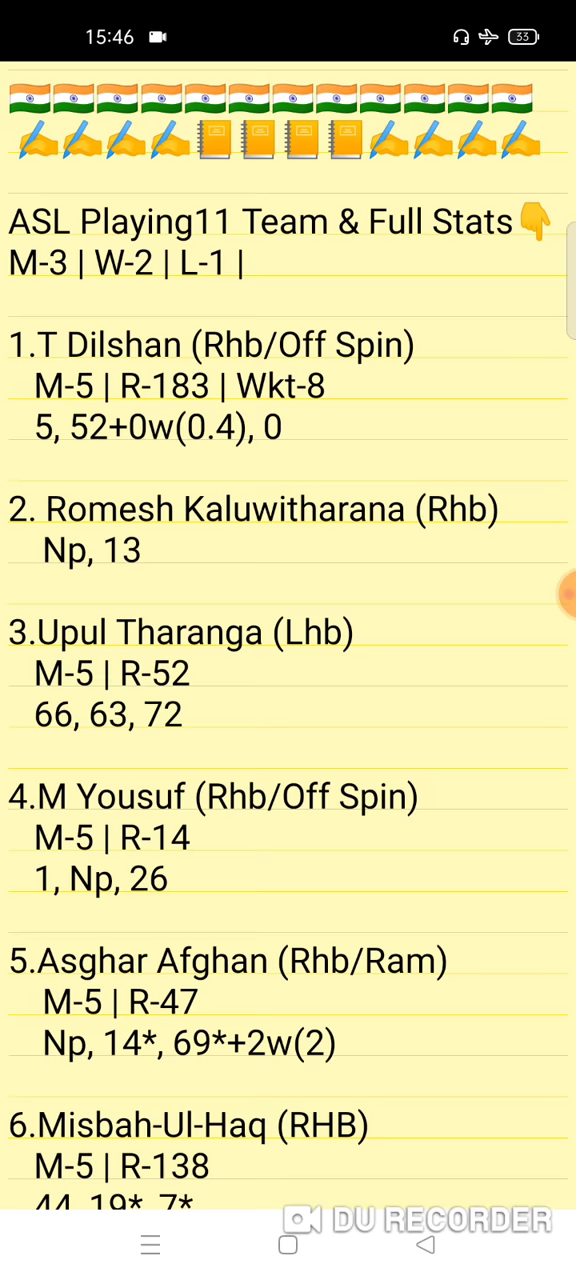 15:46
33
ASL Playing11 Team & Full Stats
M-3 | W-2 | L-1 |
1.T Dilshan (Rhb/Off Spin)
M-5 | R-183 | Wkt-8
5, 52+0w(0.4), 0
2. Romesh Kaluwitharana (Rhb)
Np, 13
3.Upul Tharanga (Lhb)
M-5 | R-52
66, 63, 72
4.M Yousuf (Rhb/Off Spin)
M-5 | R-14
1, Np, 26
5.Asghar Afghan (Rhb/Ram)
M-5 | R-47
Np, 14*, 69*+2w(2)
6.Misbah-Ul-Haq (RHB)
M-5 | R-138
44, 19*, 7*
DU RECORDER